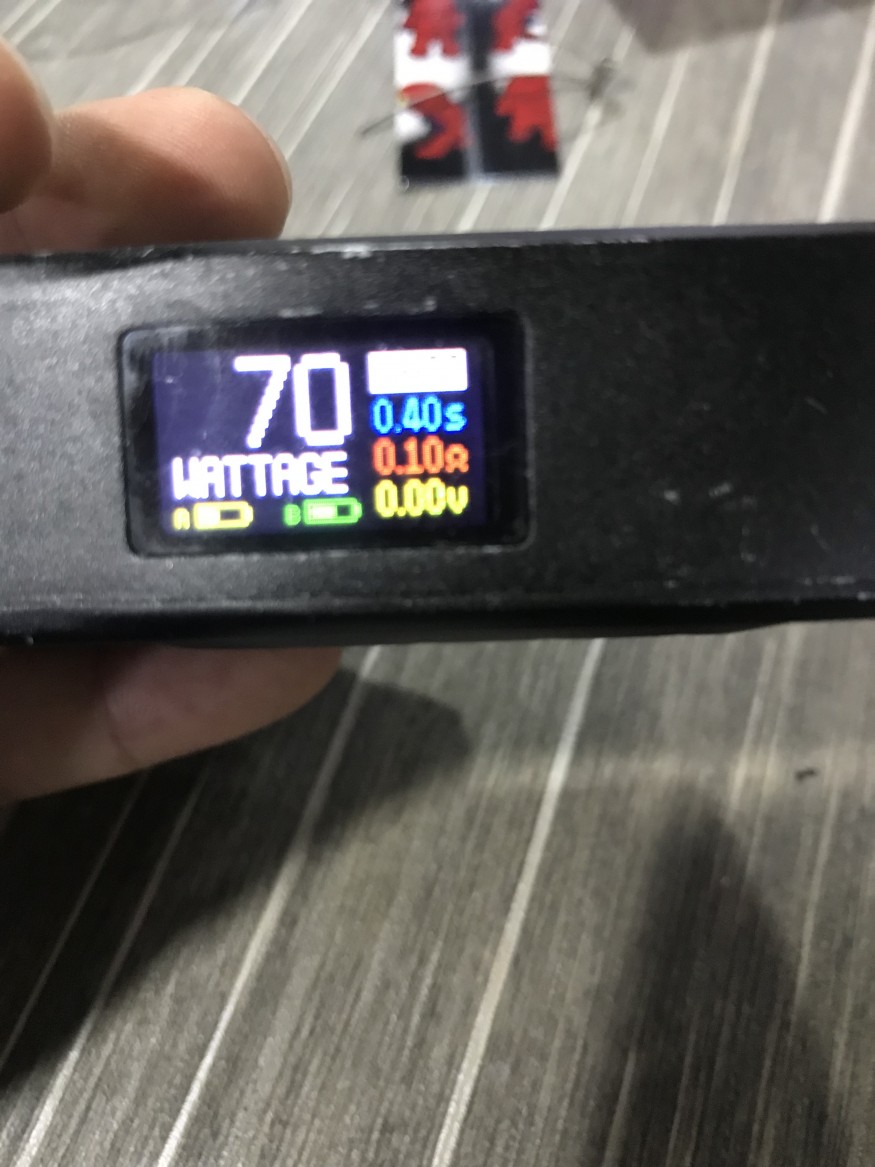 70
0.40s
0.10Ω
0.00v
WATTAGE
A B